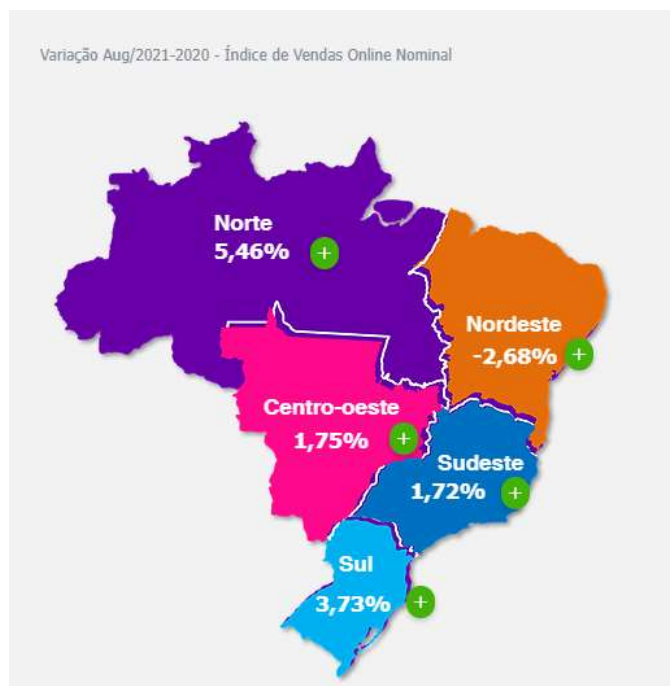 Variação Aug/2021-2020 - Índice de Vendas Online Nominal
Norte
5,46% +
Nordeste
-2,68% +
Centro-oeste
1,75% +
Sudeste
1,72% +
Sul
3,73% +